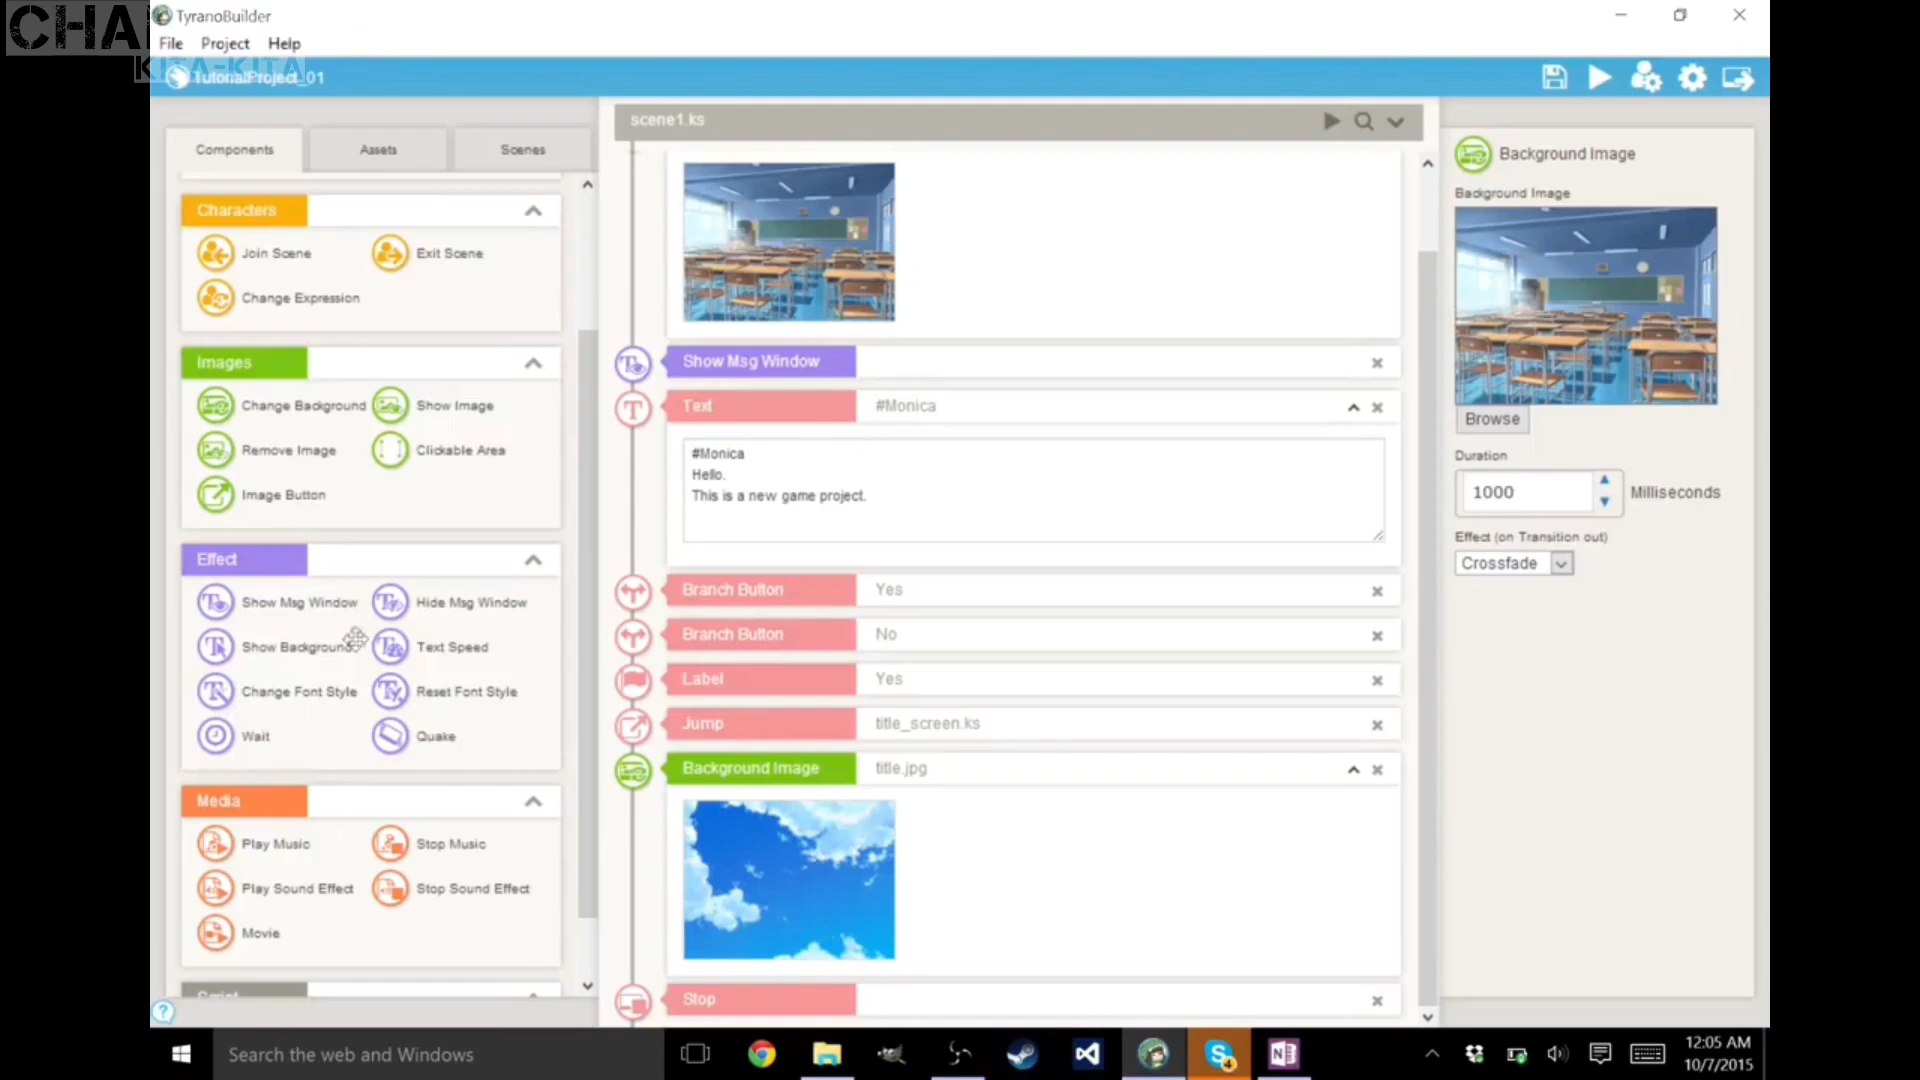 CHA
KITA-KITA
TyranoBuilder
File Project Help
TutorialProject_01
Components Assets Scenes
Characters
Join Scene Exit Scene
Change Expression
Images
Change Background Show Image
Remove Image Clickable Area
Image Button
Effect
Show Msg Window Hide Msg Window
Show Background Text Speed
Change Font Style Reset Font Style
Wait Quake
Media
Play Music Stop Music
Play Sound Effect Stop Sound Effect
Movie
Script
scene1.ks
Show Msg Window
Text #Monica
#Monica
Hello.
This is a new game project.
Branch Button Yes
Branch Button No
Label Yes
Jump title_screen.ks
Background Image title.jpg
Stop
Background Image
Background Image
Browse
Duration
1000 Milliseconds
Effect (on Transition out)
Crossfade
Search the web and Windows
4
12:05 AM
10/7/2015